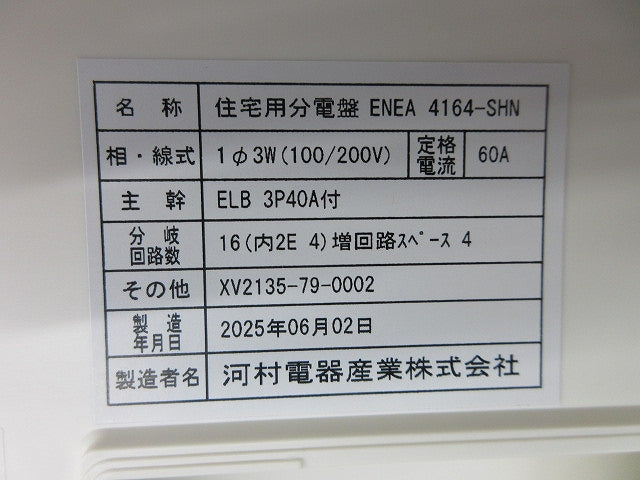 名 称 住宅用分電盤 ENEA 4164-SHN
相・線式 1φ3W(100/200V) 定格電流 60A
主 幹 ELB 3P40A付
分 岐
回路数 16(内2E 4)増回路ｽﾍﾟｰｽ 4
その他 XV2135-79-0002
製 造
年月日 2025年06月02日
製造者名 河村電器産業株式会社